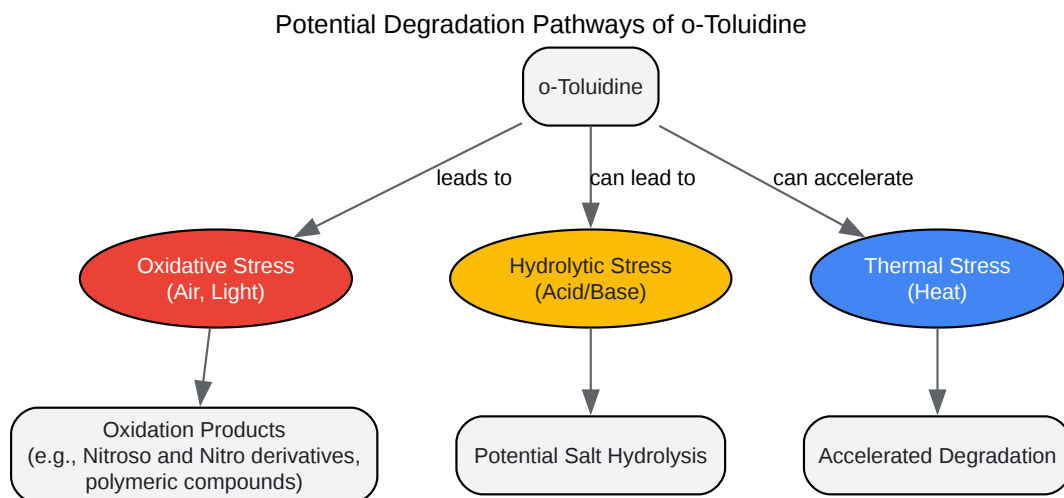 Potential Degradation Pathways of o-Toluidine
o-Toluidine
leads to
can lead to
can accelerate
Oxidative Stress
(Air, Light)
Hydrolytic Stress
(Acid/Base)
Thermal Stress
(Heat)
Oxidation Products
(e.g., Nitroso and Nitro derivatives,
polymeric compounds)
Potential Salt Hydrolysis
Accelerated Degradation